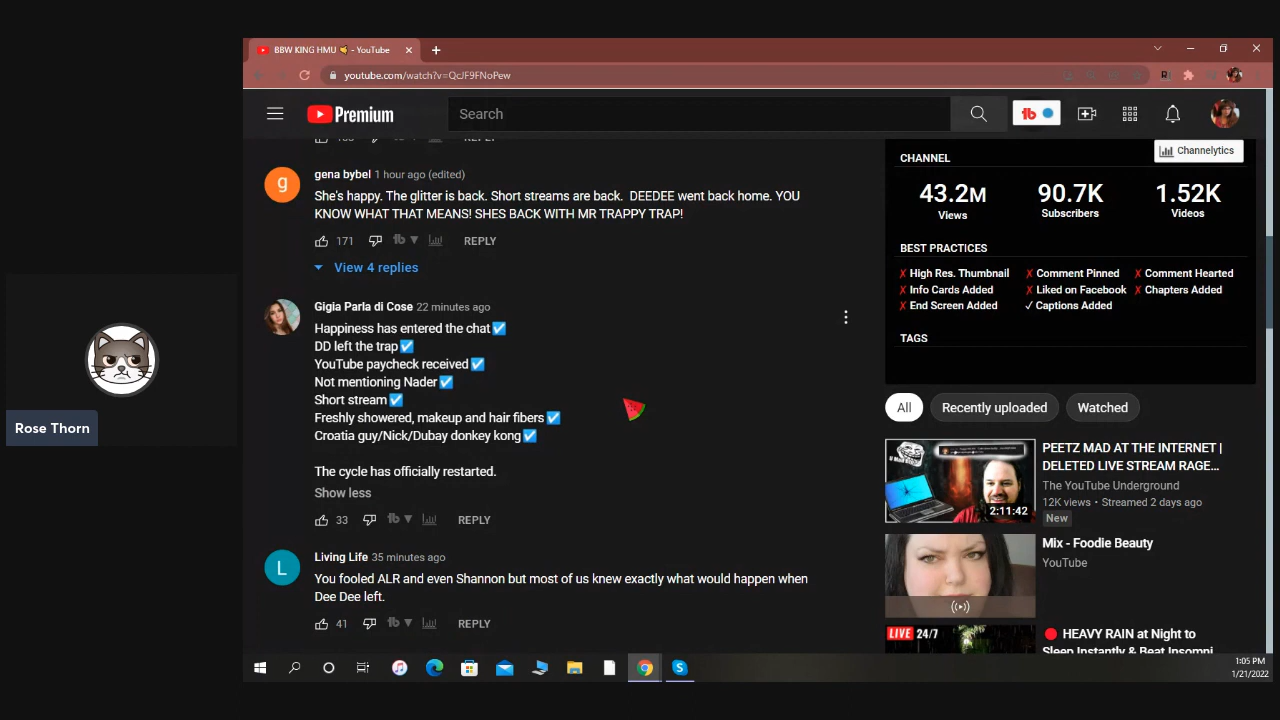 BBW KING HMU - YouTube
youtube.com/watch?v=QcJF9FNoPew
Premium
Search
tb
REPLY
g
gena bybel 1 hour ago (edited)
She's happy. The glitter is back. Short streams are back. DEEDEE went back home. YOU
KNOW WHAT THAT MEANS! SHES BACK WITH MR TRAPPY TRAP!
171 tb REPLY
View 4 replies
Gigia Parla di Cose 22 minutes ago
Happiness has entered the chat☑
DD left the trap☑
YouTube paycheck received☑
Not mentioning Nader☑
Short stream☑
Freshly showered, makeup and hair fibers☑
Croatia guy/Nick/Dubay donkey kong☑
The cycle has officially restarted.
Show less
33 tb REPLY
L
Living Life 35 minutes ago
You fooled ALR and even Shannon but most of us knew exactly what would happen when
Dee Dee left.
41 tb REPLY
Rose Thorn
Channelytics
CHANNEL
43.2M 90.7K 1.52K
Views Subscribers Videos
BEST PRACTICES
✗ High Res. Thumbnail ✗ Comment Pinned ✗ Comment Hearted
✗ Info Cards Added ✗ Liked on Facebook ✗ Chapters Added
✗ End Screen Added ✓ Captions Added
TAGS
All Recently uploaded Watched
PEETZ MAD AT THE INTERNET |
DELETED LIVE STREAM RAGE...
The YouTube Underground
12K views • Streamed 2 days ago
New
2:11:42
Mix - Foodie Beauty
YouTube
LIVE 24/7
HEAVY RAIN at Night to
Sleep Instantly & Beat Insomni
1:05 PM
1/21/2022